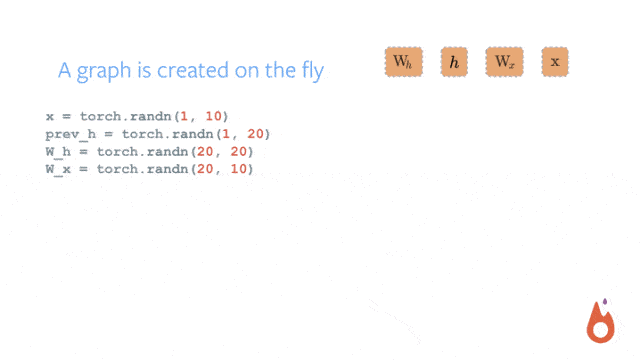 A graph is created on the fly
W_h h W_x x
x = torch.randn(1, 10)
prev_h = torch.randn(1, 20)
W_h = torch.randn(20, 20)
W_x = torch.randn(20, 10)